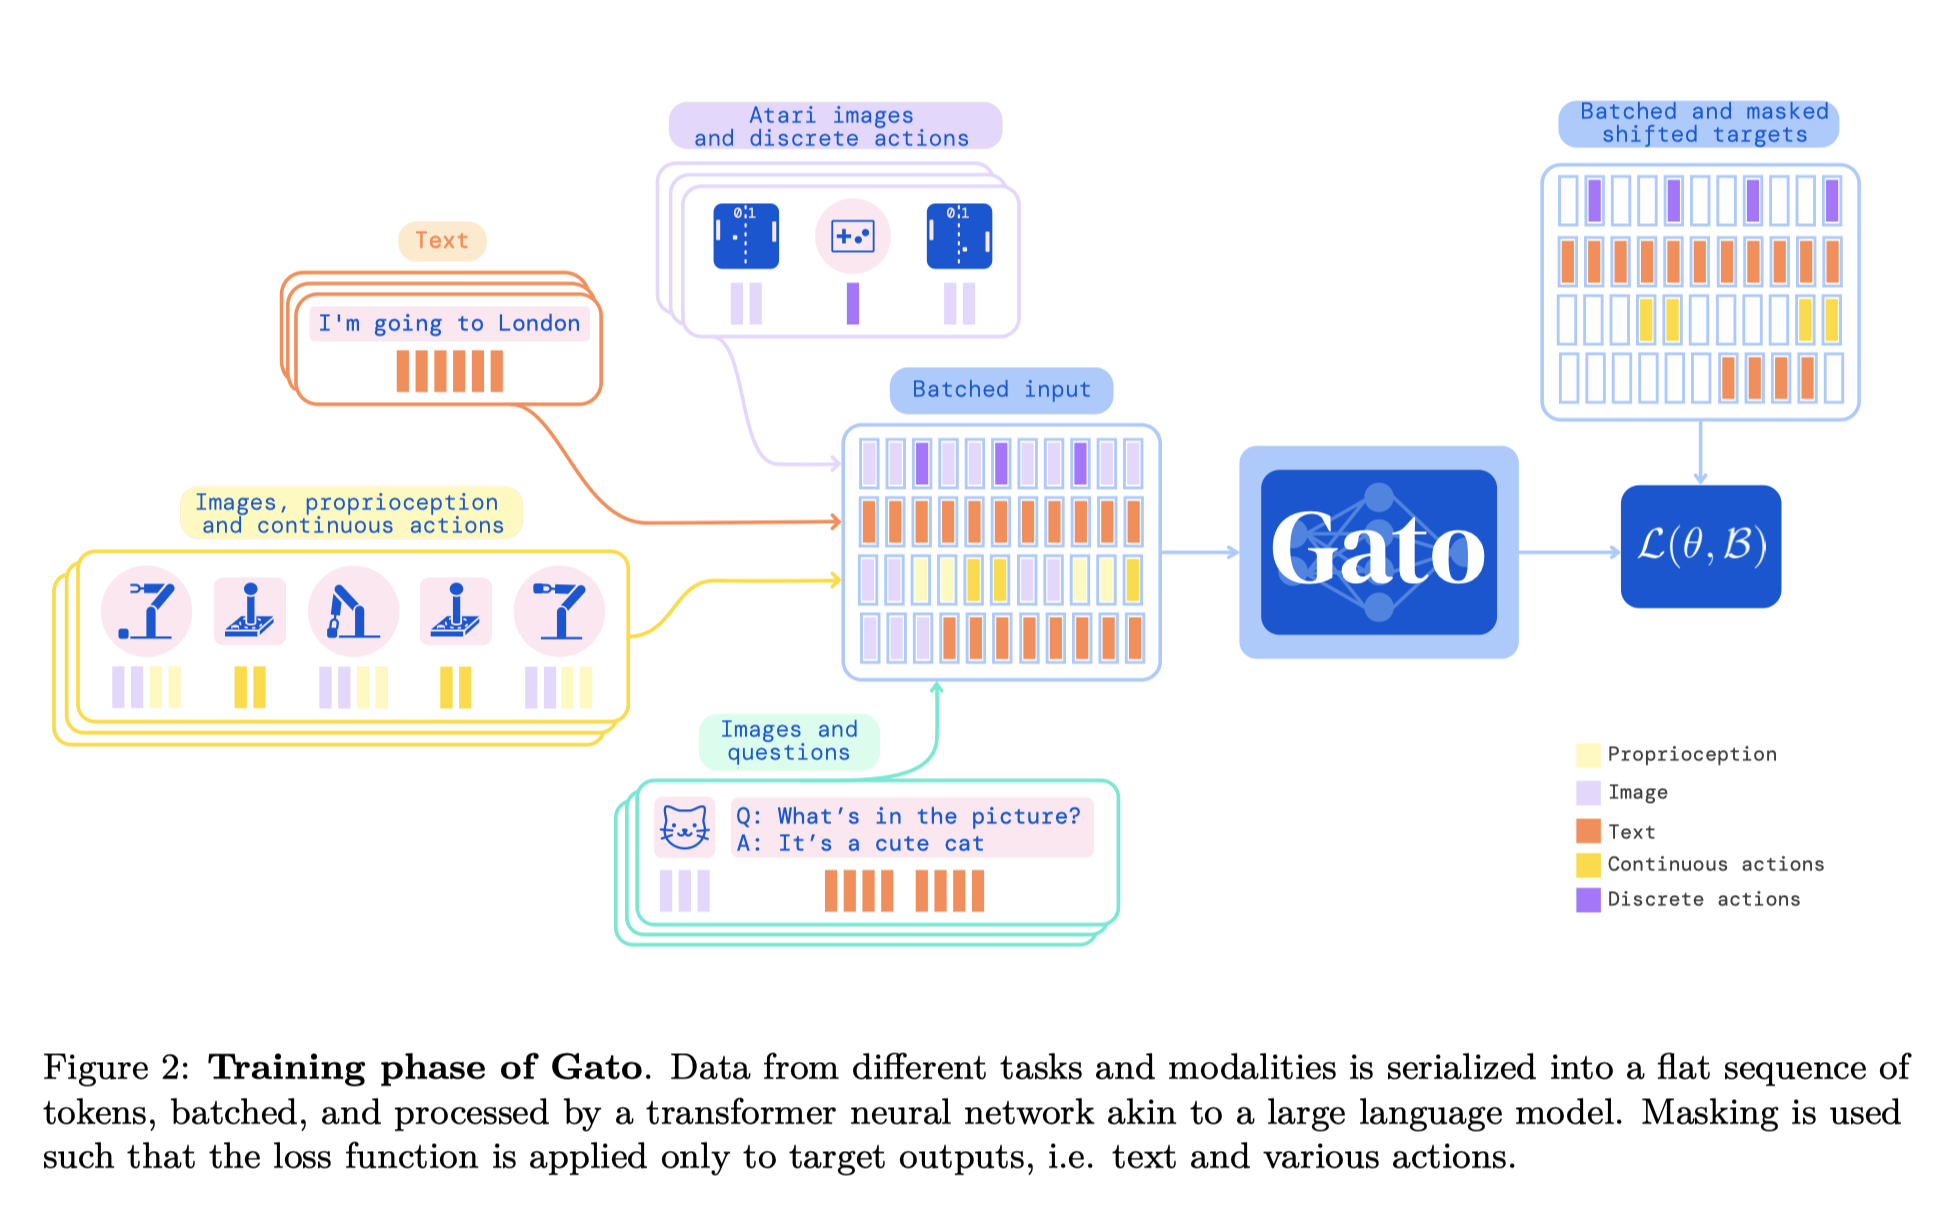 Atari images
and discrete actions
Batched and masked
shifted targets
0 1
0 1
Text
I'm going to London
Batched input
Images, proprioception
and continuous actions
Gato
ℒ(θ, ℬ)
Images and
questions
Q: What's in the picture?
A: It's a cute cat
Proprioception
Image
Text
Continuous actions
Discrete actions
Figure 2: Training phase of Gato. Data from different tasks and modalities is serialized into a flat sequence of
tokens, batched, and processed by a transformer neural network akin to a large language model. Masking is used
such that the loss function is applied only to target outputs, i.e. text and various actions.